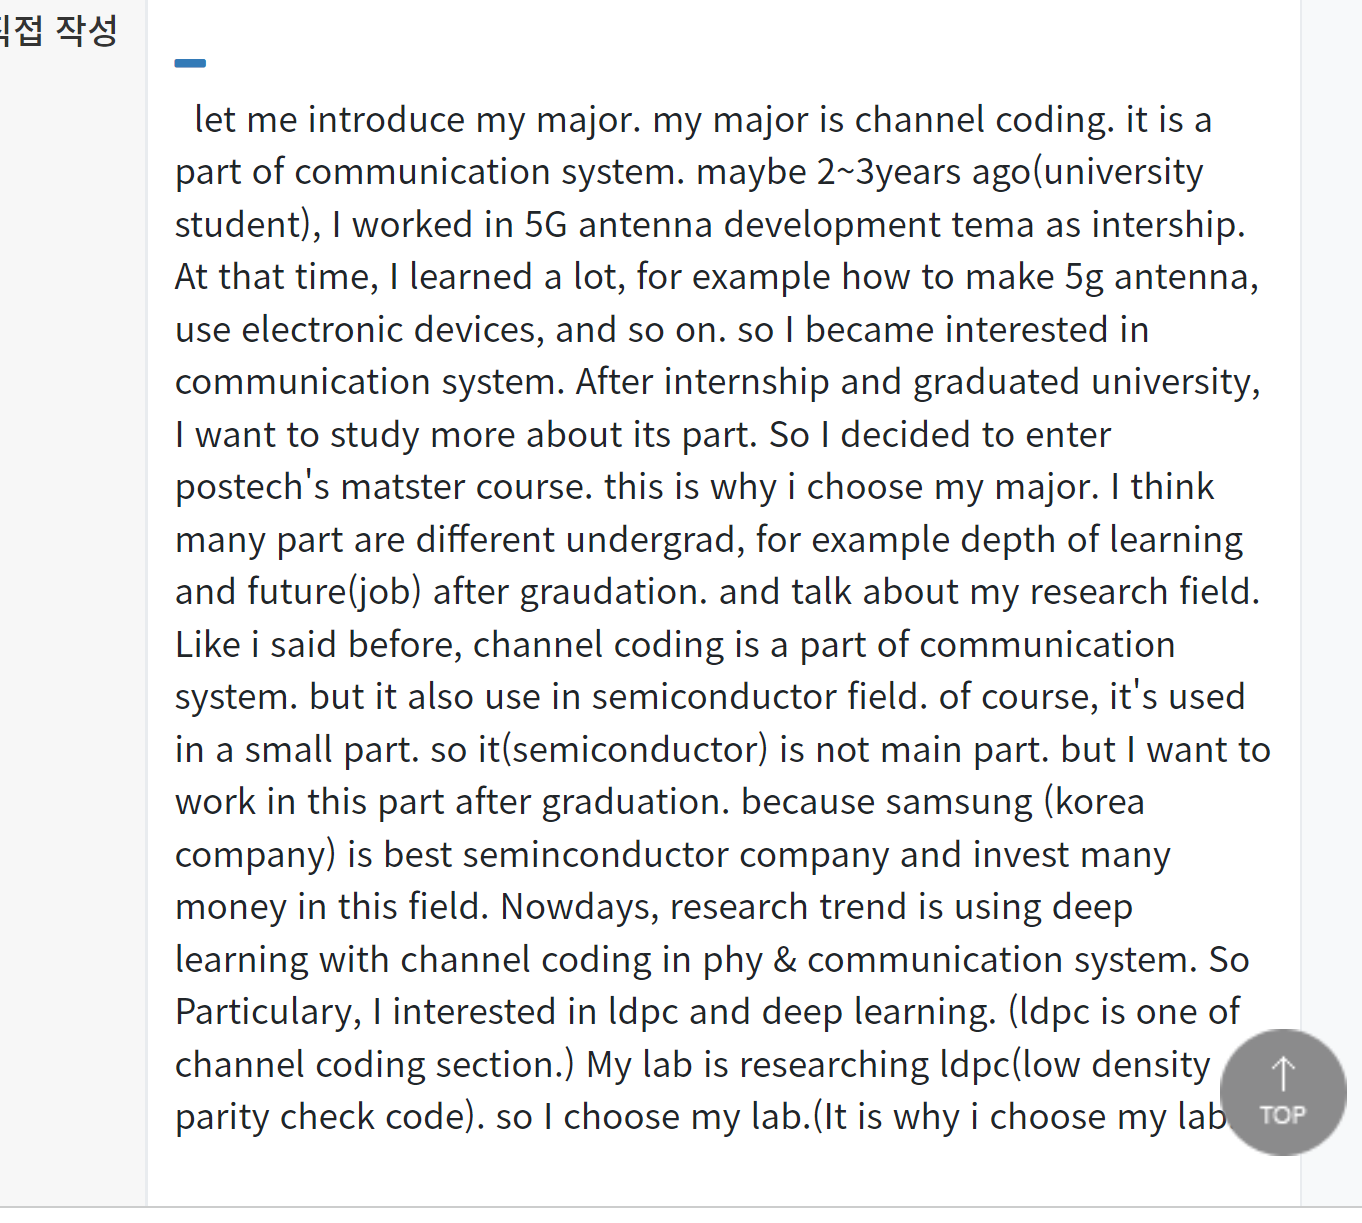 직접 작성
let me introduce my major. my major is channel coding. it is a
part of communication system. maybe 2~3years ago(university
student), I worked in 5G antenna development tema as intership.
At that time, I learned a lot, for example how to make 5g antenna,
use electronic devices, and so on. so I became interested in
communication system. After internship and graduated university,
I want to study more about its part. So I decided to enter
postech's matster course. this is why i choose my major. I think
many part are different undergrad, for example depth of learning
and future(job) after graudation. and talk about my research field.
Like i said before, channel coding is a part of communication
system. but it also use in semiconductor field. of course, it's used
in a small part. so it(semiconductor) is not main part. but I want to
work in this part after graduation. because samsung (korea
company) is best seminconductor company and invest many
money in this field. Nowdays, research trend is using deep
learning with channel coding in phy & communication system. So
Particulary, I interested in ldpc and deep learning. (ldpc is one of
channel coding section.) My lab is researching ldpc(low density
parity check code). so I choose my lab.(It is why i choose my lab
TOP